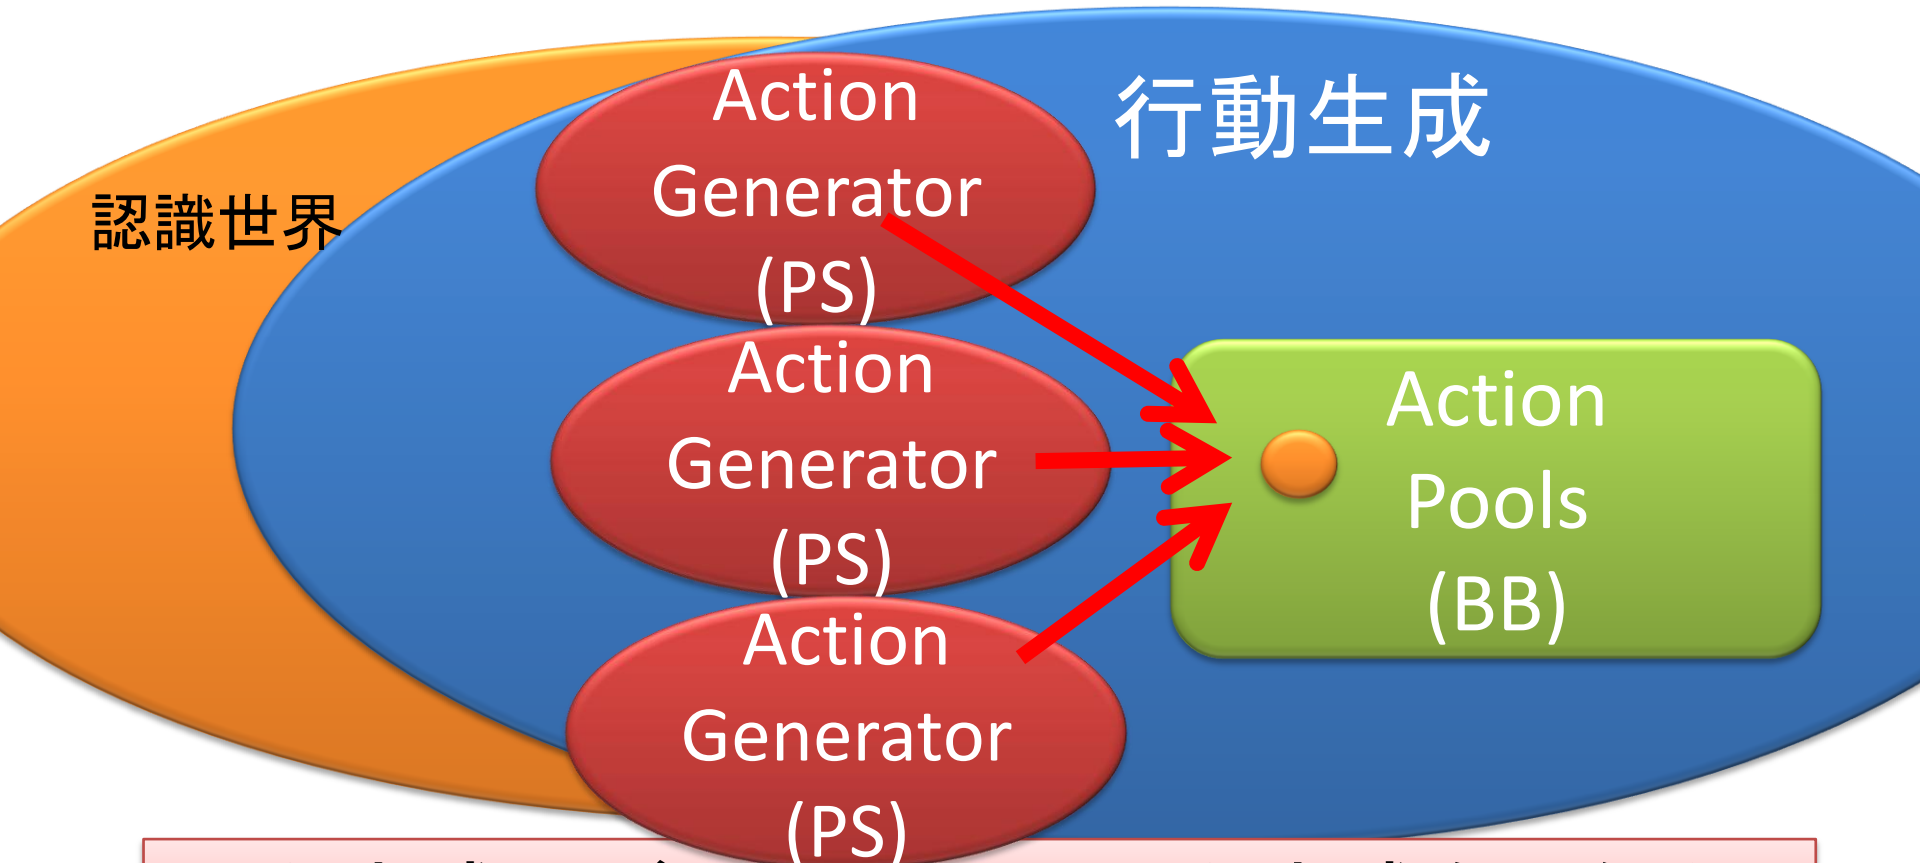 行動生成
認識世界
Action
Generator
(PS)
Action
Generator
(PS)
Action
Generator
(PS)
Action
Pools
(BB)